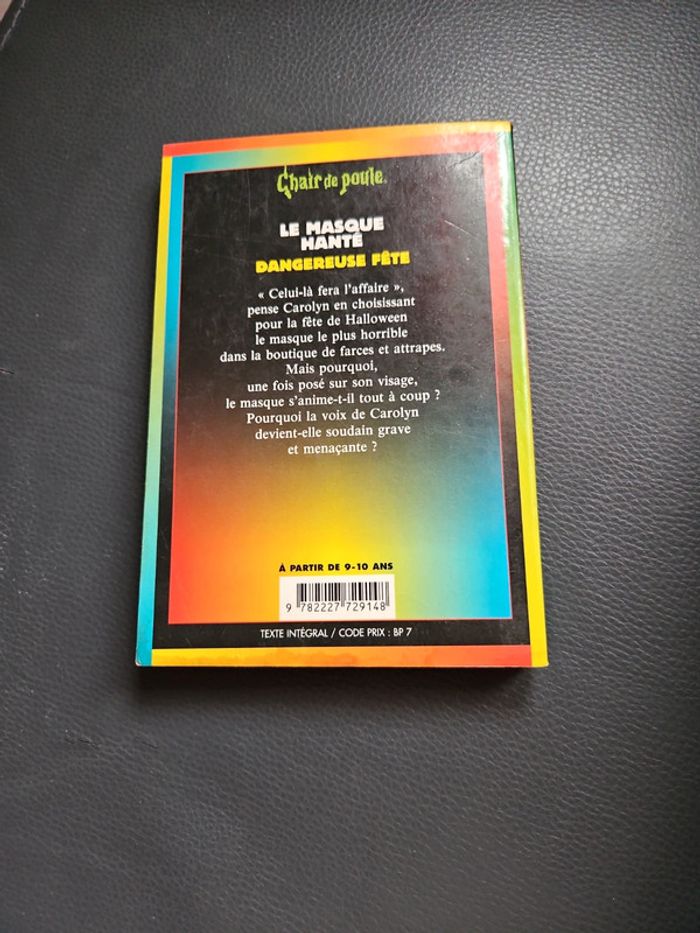 Chair de poule®
LE MASQUE
HANTÉ
DANGEREUSE FÊTE
« Celui-là fera l'affaire »,
pense Carolyn en choisissant
pour la fête de Halloween
le masque le plus horrible
dans la boutique de farces et attrapes.
Mais pourquoi,
une fois posé sur son visage,
le masque s'anime-t-il tout à coup ?
Pourquoi la voix de Carolyn
devient-elle soudain grave
et menaçante ?
À PARTIR DE 9-10 ANS
9 782227 729148
TEXTE INTÉGRAL / CODE PRIX : BP 7